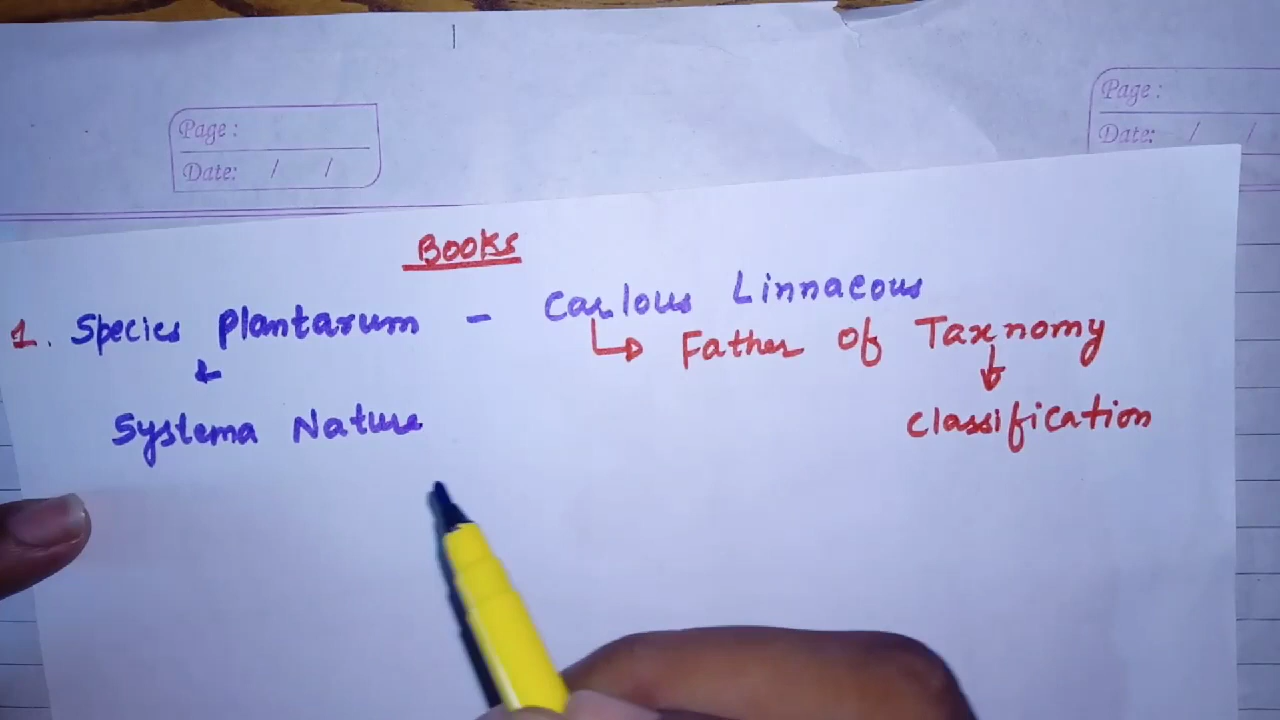 Page :
Date: / /
Page :
Date: / /
Books
1. Species plantarum - Carlous Linnaeous
Father of Taxnomy
Systema Nature
classification